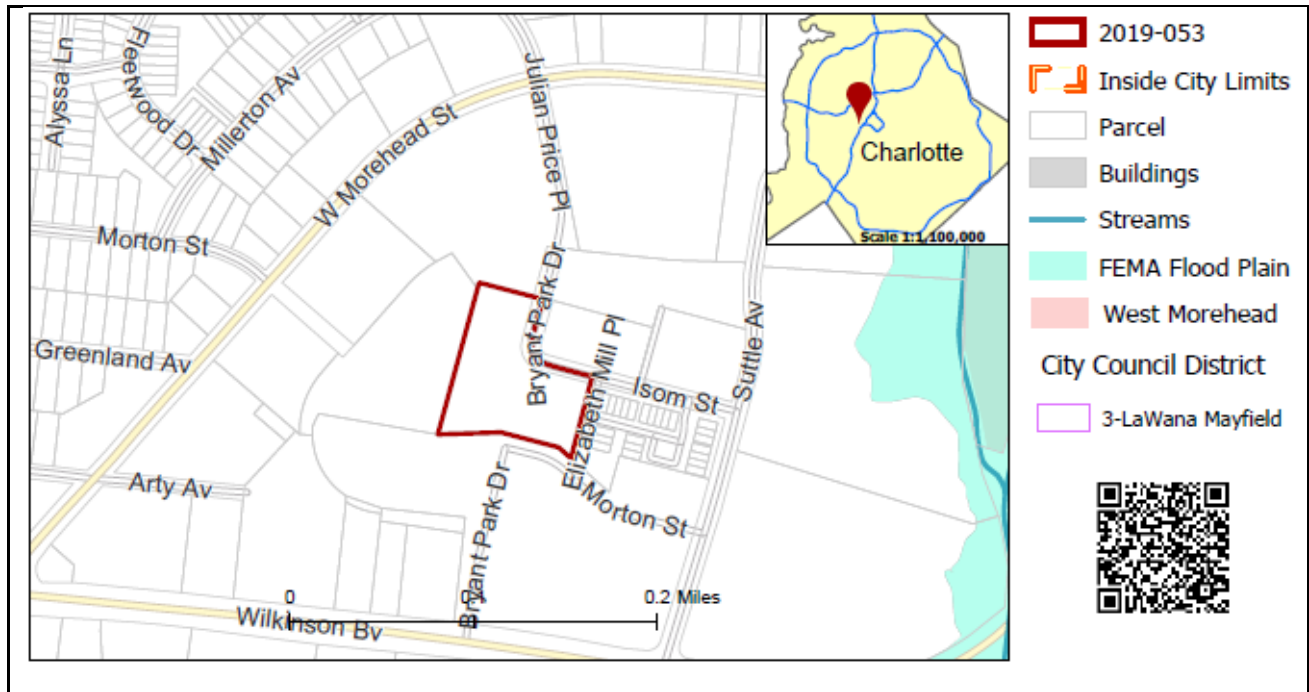 Alyssa Ln
Fleetwood Dr
Millerton Av
W Morehead St
Julian Price Pl
Morton St
Greenland Av
Bryant Park Dr
Elizabeth Mill Pl
Isom St
Suttle Av
Arty Av
Bryant Park Dr
E Morton St
Wilkinson Bv
0
0.2 Miles
Charlotte
Scale 1:1,100,000
2019-053
Inside City Limits
Parcel
Buildings
Streams
FEMA Flood Plain
West Morehead
City Council District
3-LaWana Mayfield